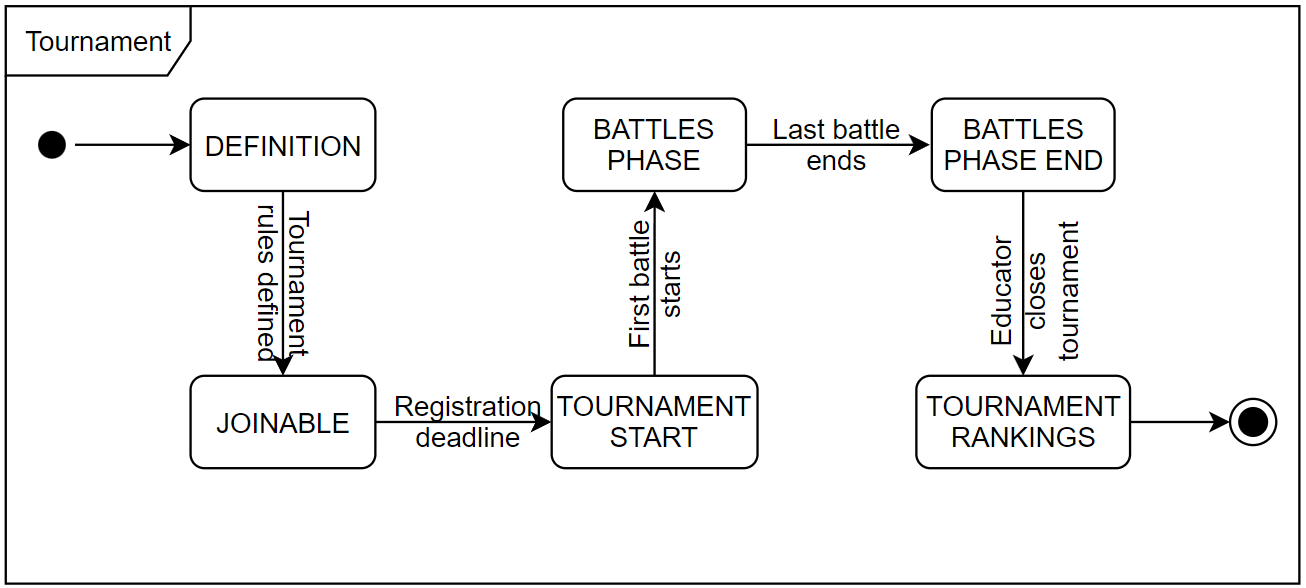 Tournament
DEFINITION
Tournament
rules defined
JOINABLE
Registration
deadline
TOURNAMENT
START
First battle
starts
BATTLES
PHASE
Last battle
ends
BATTLES
PHASE END
Educator
closes
tournament
TOURNAMENT
RANKINGS